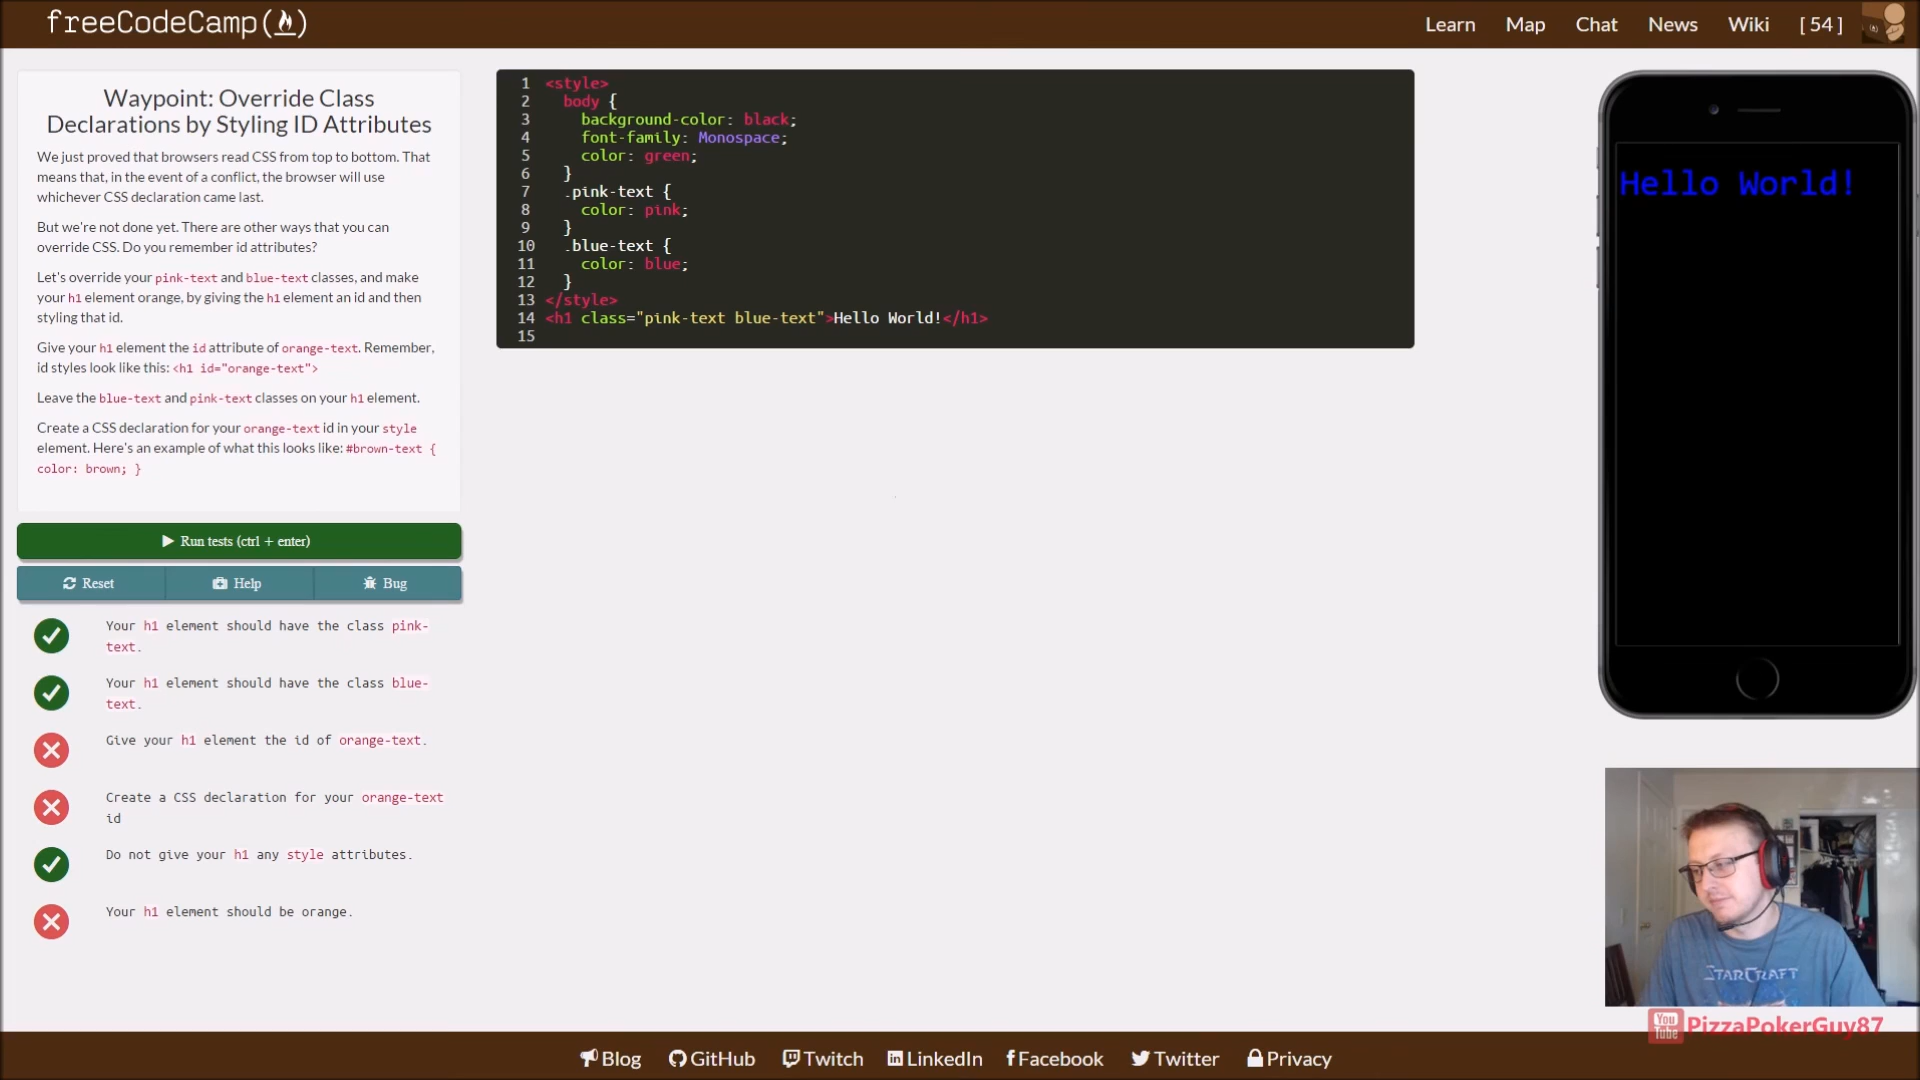 freeCodeCamp
Learn Map Chat News Wiki [ 54 ]
Waypoint: Override Class
Declarations by Styling ID Attributes
We just proved that browsers read CSS from top to bottom. That
means that, in the event of a conflict, the browser will use
whichever CSS declaration came last.
But we're not done yet. There are other ways that you can
override CSS. Do you remember id attributes?
Let's override your pink-text and blue-text classes, and make
your h1 element orange, by giving the h1 element an id and then
styling that id.
Give your h1 element the id attribute of orange-text. Remember,
id styles look like this: <h1 id="orange-text">
Leave the blue-text and pink-text classes on your h1 element.
Create a CSS declaration for your orange-text id in your style
element. Here's an example of what this looks like: #brown-text {
color: brown; }
Run tests (ctrl + enter)
Reset Help Bug
Your h1 element should have the class pink-
text.
Your h1 element should have the class blue-
text.
Give your h1 element the id of orange-text.
Create a CSS declaration for your orange-text
id
Do not give your h1 any style attributes.
Your h1 element should be orange.
1 <style>
2 body {
3 background-color: black;
4 font-family: Monospace;
5 color: green;
6 }
7 .pink-text {
8 color: pink;
9 }
10 .blue-text {
11 color: blue;
12 }
13 </style>
14 <h1 class="pink-text blue-text">Hello World!</h1>
15
Hello World!
STARCRAFT
You Tube PizzaPokerGuy87
Blog GitHub Twitch LinkedIn Facebook Twitter Privacy